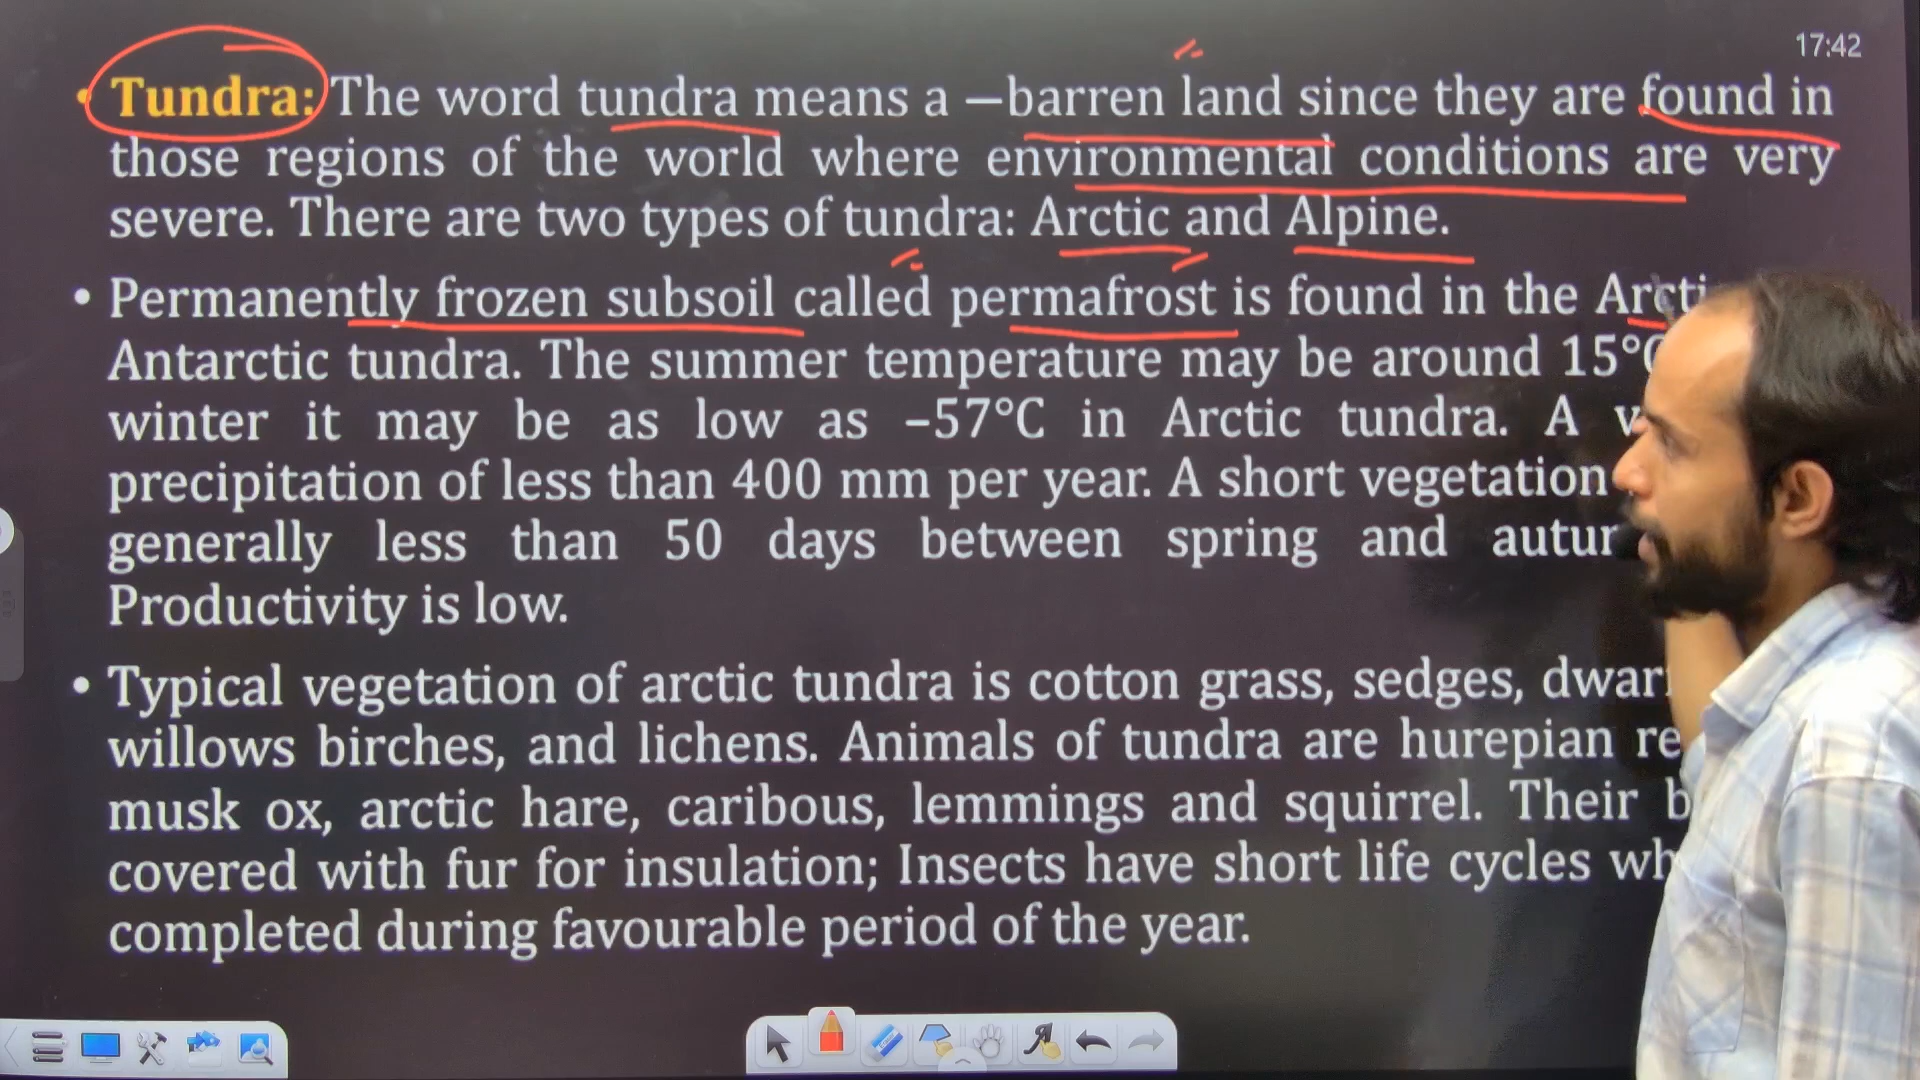 17:42
• Tundra: The word tundra means a —barren land since they are found in
those regions of the world where environmental conditions are very
severe. There are two types of tundra: Arctic and Alpine.
• Permanently frozen subsoil called permafrost is found in the
Antarctic tundra. The summer temperature may be around
winter it may be as low as –57°C in Arctic tundra. A
precipitation of less than 400 mm per year. A short vegetation
generally less than 50 days between spring and
Productivity is low.
• Typical vegetation of arctic tundra is cotton grass, sedges,
willows birches, and lichens. Animals of tundra are hurepian
musk ox, arctic hare, caribous, lemmings and squirrel. Their
covered with fur for insulation; Insects have short life cycles
completed during favourable period of the year.